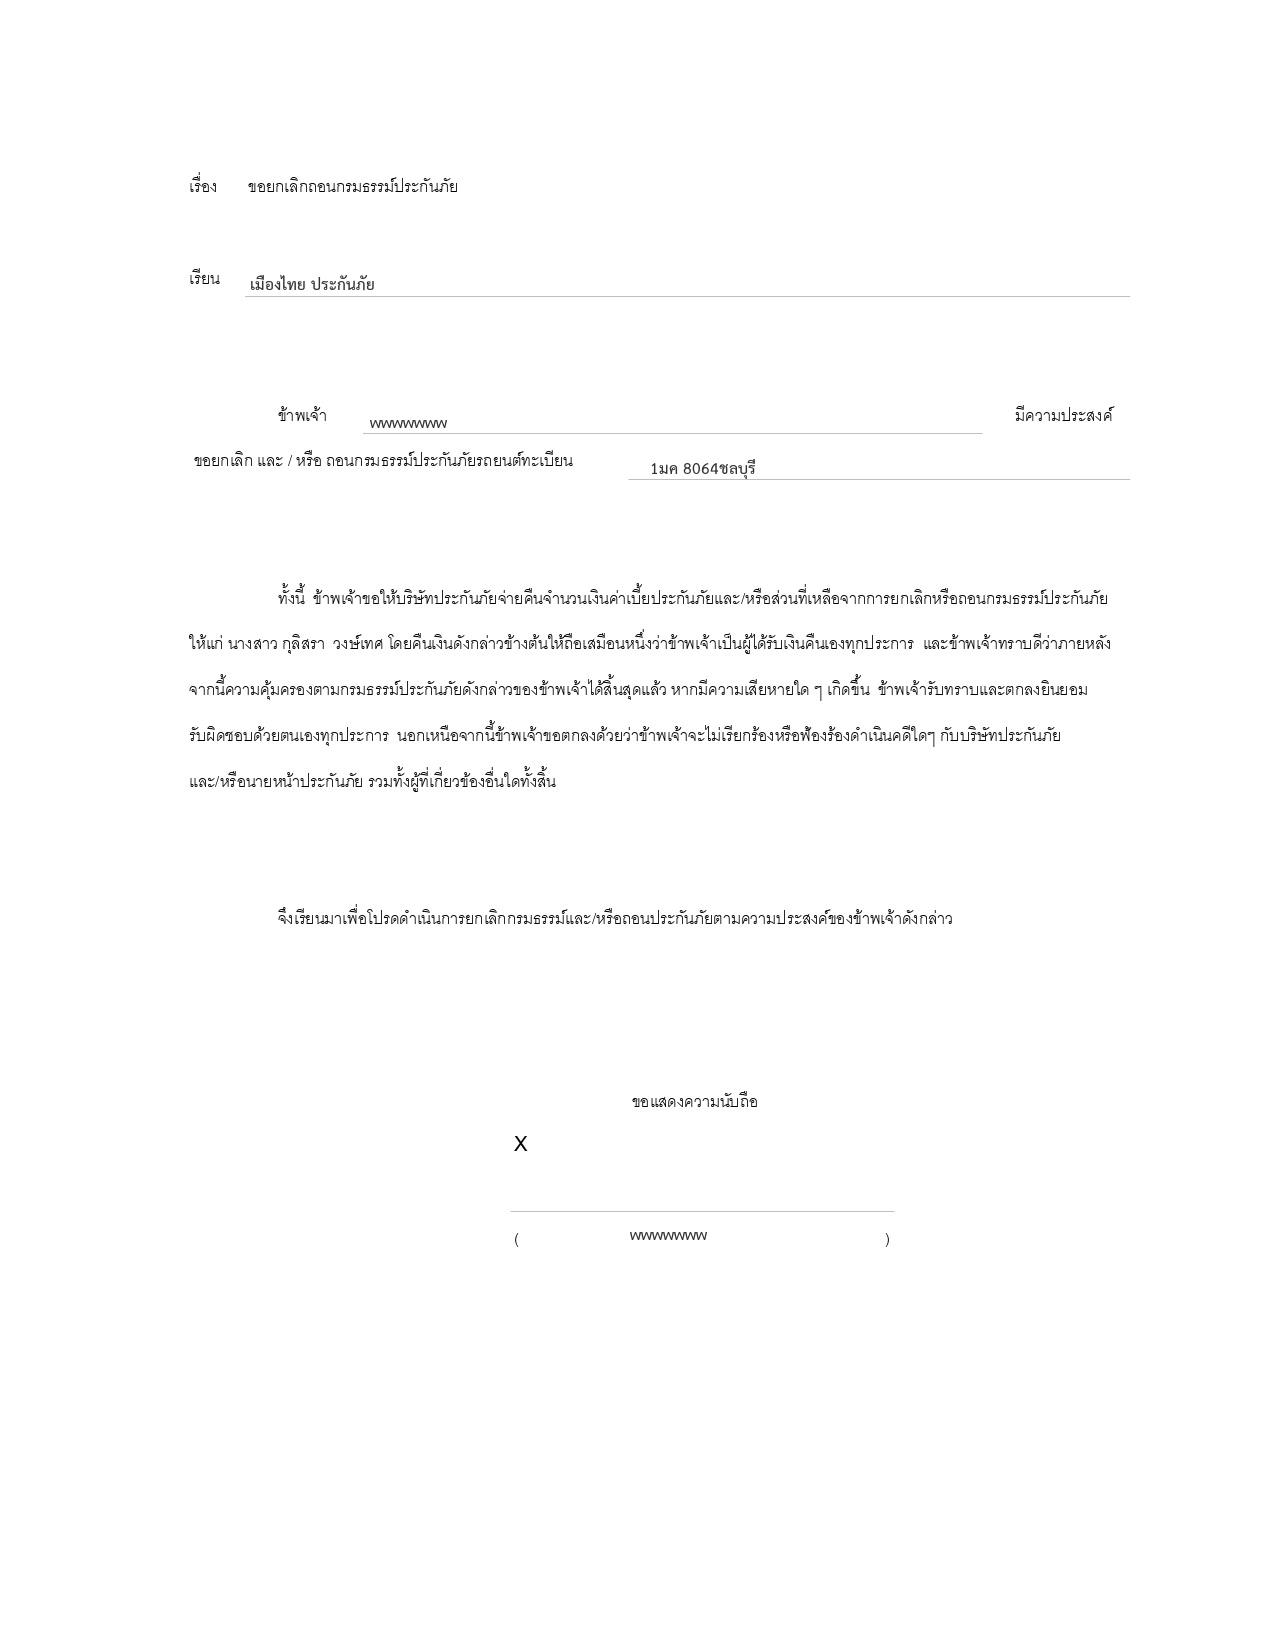 เรื่อง ขอยกเลิกถอนกรมธรรม์ประกันภัย
เรียน เมืองไทย ประกันภัย
ข้าพเจ้า wwwwwww มีความประสงค์
ขอยกเลิก และ / หรือ ถอนกรมธรรม์ประกันภัยรถยนต์ทะเบียน 1มค 8064ชลบุรี
ทั้งนี้ ข้าพเจ้าขอให้บริษัทประกันภัยจ่ายคืนจำนวนเงินค่าเบี้ยประกันภัยและ/หรือส่วนที่เหลือจากการยกเลิกหรือถอนกรมธรรม์ประกันภัย
ให้แก่ นางสาว กุลิสรา วงษ์เทศ โดยคืนเงินดังกล่าวข้างต้นให้ถือเสมือนหนึ่งว่าข้าพเจ้าเป็นผู้ได้รับเงินคืนเองทุกประการ และข้าพเจ้าทราบดีว่าภายหลัง
จากนี้ความคุ้มครองตามกรมธรรม์ประกันภัยดังกล่าวของข้าพเจ้าได้สิ้นสุดแล้ว หากมีความเสียหายใด ๆ เกิดขึ้น ข้าพเจ้ารับทราบและตกลงยินยอม
รับผิดชอบด้วยตนเองทุกประการ นอกเหนือจากนี้ข้าพเจ้าขอตกลงด้วยว่าข้าพเจ้าจะไม่เรียกร้องหรือฟ้องร้องดำเนินคดีใดๆ กับบริษัทประกันภัย
และ/หรือนายหน้าประกันภัย รวมทั้งผู้ที่เกี่ยวข้องอื่นใดทั้งสิ้น
จึงเรียนมาเพื่อโปรดดำเนินการยกเลิกกรมธรรม์และ/หรือถอนประกันภัยตามความประสงค์ของข้าพเจ้าดังกล่าว
ขอแสดงความนับถือ
X
( wwwwwww )